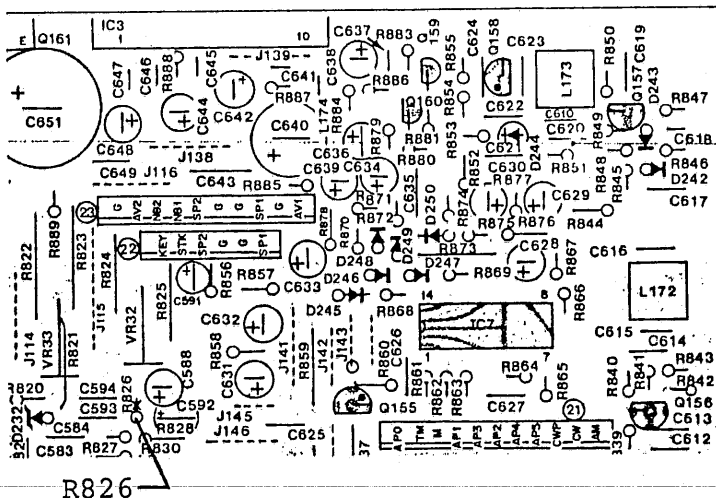 E Q161
IC3
1
10
C637
R883
Q159
R855
C624
Q158
C623
R850
C619
J139
C647
C646
R888
C645
C641
C638
R886
L173
Q157
D243
R847
C651
C644
C642
R887
L174
R884
Q160
R854
C622
C610
C620
R849
C648
C640
R879
R881
R853
C621
D244
C618
J138
C636
R880
R851
R848
R846
C649
J116
C643
C639
C634
C630
R845
D242
R885
C635
R852
R877
C617
23
G
AV2
NB2
NB1
SP2
G
G
SP1
G
AV1
R871
R872
D250
R874
C629
R889
R878
R870
R875
R876
R844
R822
R823
22
KEY
STK
SP2
G
G
SP1
D249
R873
C628
C616
R824
D248
D247
R869
R867
C591
R856
R857
C633
D246
L172
R825
D245
R868
14
8
R866
J114
VR33
J115
VR32
C632
IC7
C615
R821
R858
J141
R859
J142
J143
C614
C588
C631
R860
C626
1
7
R864
R840
R841
R843
R820
C594
R826
R861
R862
R863
R865
R842
D232
C593
C592
J145
Q155
C627
21
Q156
C584
R828
J146
C613
C583
R827
R830
C625
37
AP0
TM
M
AP1
AP3
AP2
AP4
AP5
CWP
CW
AM
C612
R826